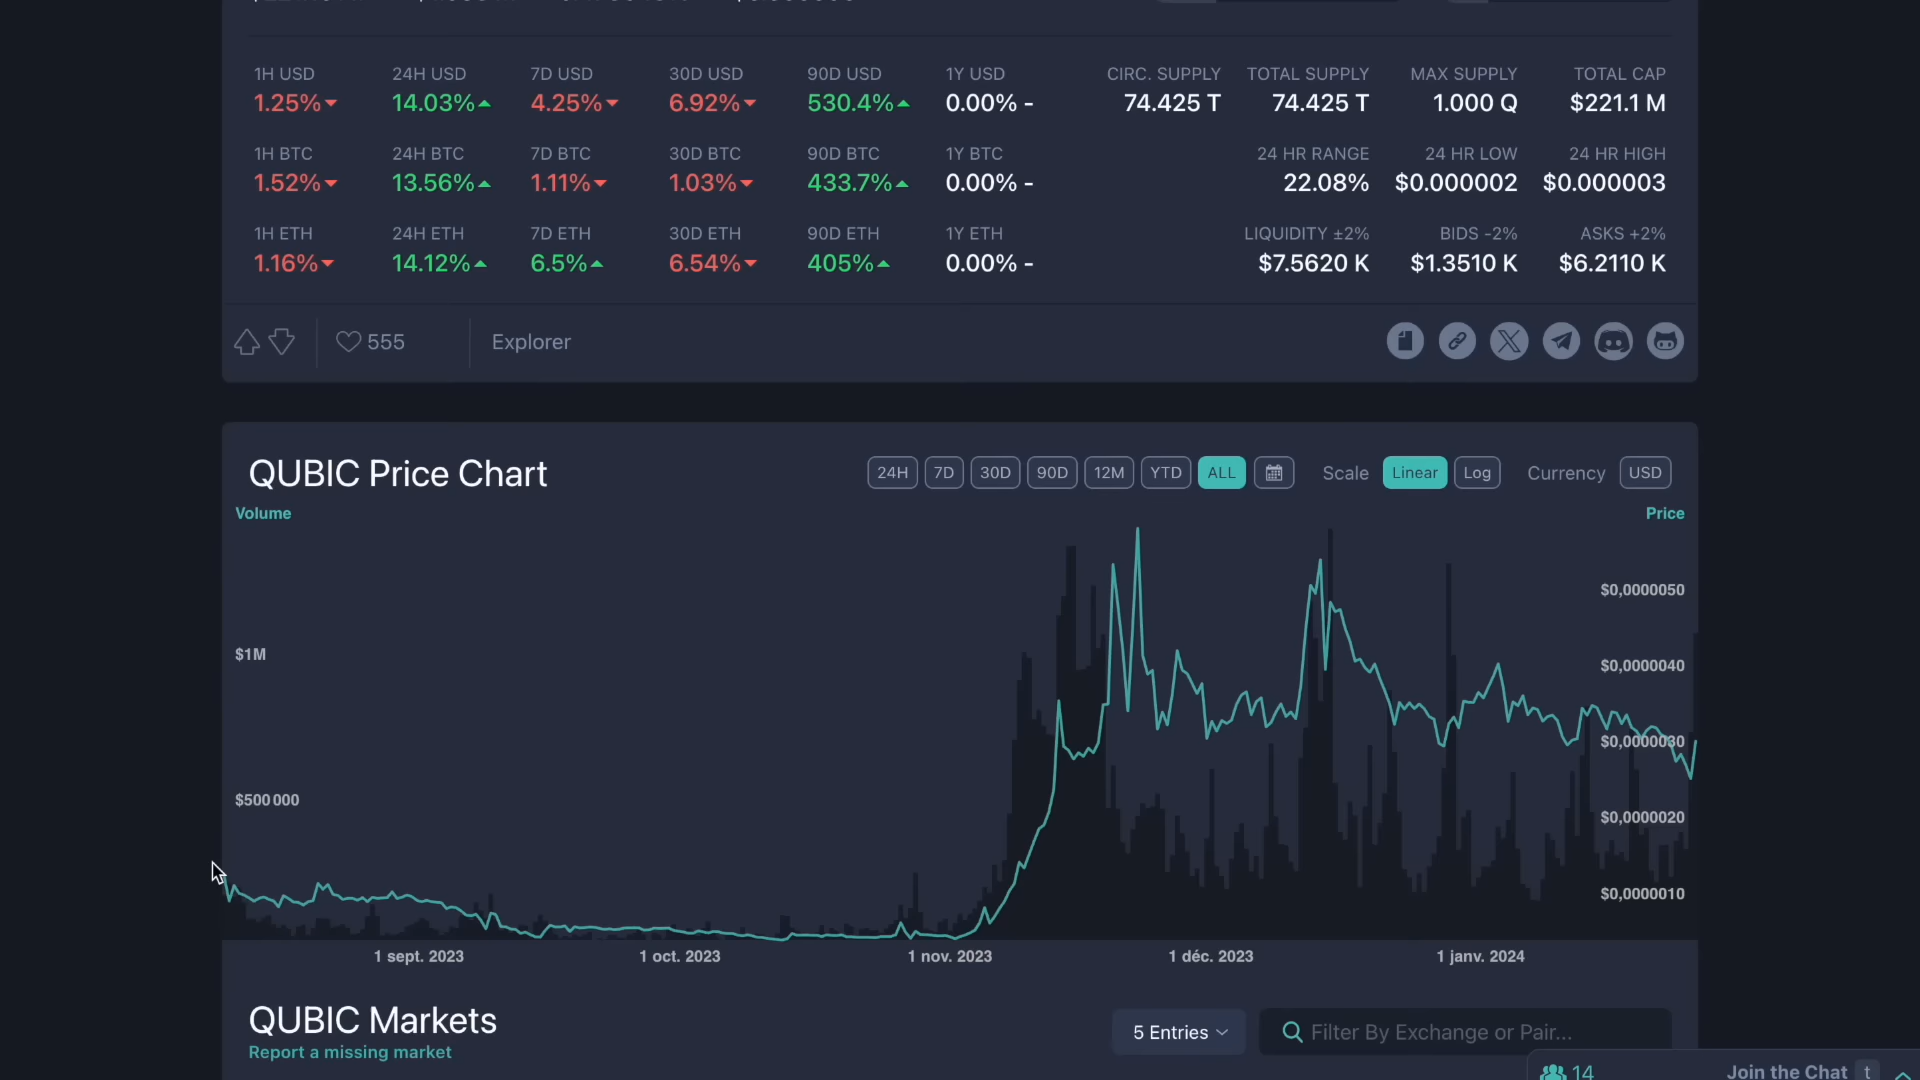 1H USD 24H USD 7D USD 30D USD 90D USD 1Y USD CIRC. SUPPLY TOTAL SUPPLY MAX SUPPLY TOTAL CAP
1.25% 14.03% 4.25% 6.92% 530.4% 0.00% - 74.425 T 74.425 T 1.000 Q $221.1 M
1H BTC 24H BTC 7D BTC 30D BTC 90D BTC 1Y BTC 24 HR RANGE 24 HR LOW 24 HR HIGH
1.52% 13.56% 1.11% 1.03% 433.7% 0.00% - 22.08% $0.000002 $0.000003
1H ETH 24H ETH 7D ETH 30D ETH 90D ETH 1Y ETH LIQUIDITY ±2% BIDS -2% ASKS +2%
1.16% 14.12% 6.5% 6.54% 405% 0.00% - $7.5620 K $1.3510 K $6.2110 K
555 Explorer
QUBIC Price Chart 24H 7D 30D 90D 12M YTD ALL Scale Linear Log Currency USD
Volume Price
$0,0000050
$1M $0,0000040
$0,0000030
$500 000 $0,0000020
$0,0000010
1 sept. 2023 1 oct. 2023 1 nov. 2023 1 déc. 2023 1 janv. 2024
QUBIC Markets 5 Entries Filter By Exchange or Pair...
Report a missing market
14 Join the Chat t